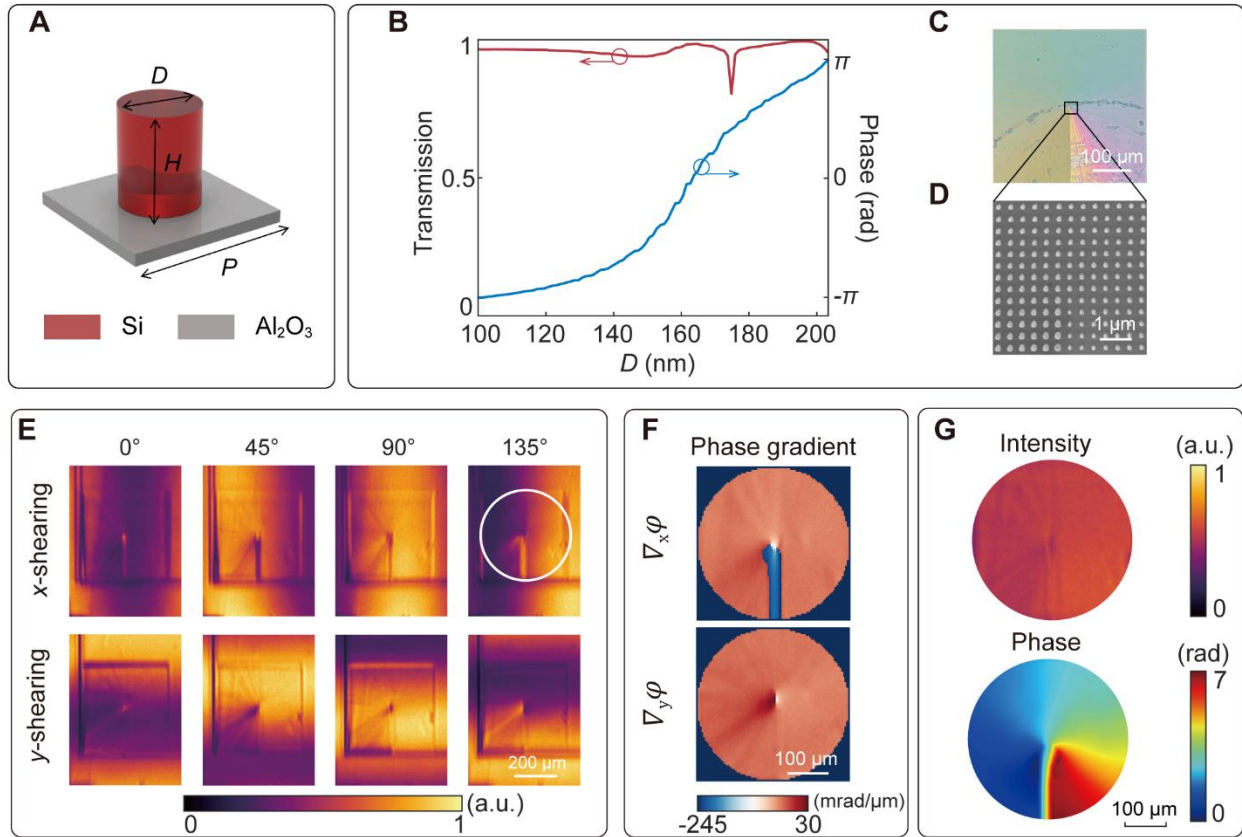 A
D
H
P
Si
Al₂O₃
B
Transmission
1
0.5
0
π
0
-π
Phase (rad)
100
120
140
160
180
200
D (nm)
C
100 μm
D
1 μm
E
0°
45°
90°
135°
x-shearing
y-shearing
200 μm
0
1
(a.u.)
F
Phase gradient
∇ₓφ
∇ᵧφ
100 μm
(mrad/μm)
-245
30
G
Intensity
(a.u.)
1
0
Phase
(rad)
7
0
100 μm